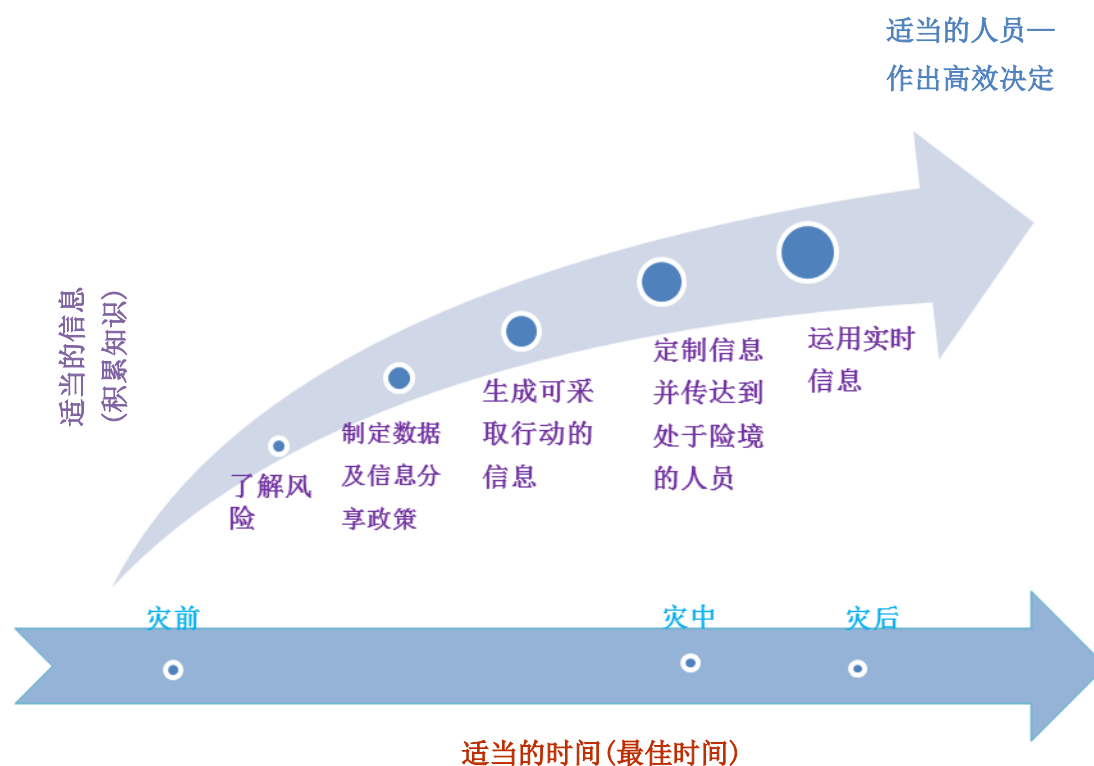 适当的人员—
作出高效决定
适当的信息
(积累知识)
了解风
险
制定数据
及信息分
享政策
生成可采
取行动的
信息
定制信息
并传达到
处于险境
的人员
运用实时
信息
灾前
灾中
灾后
适当的时间(最佳时间)